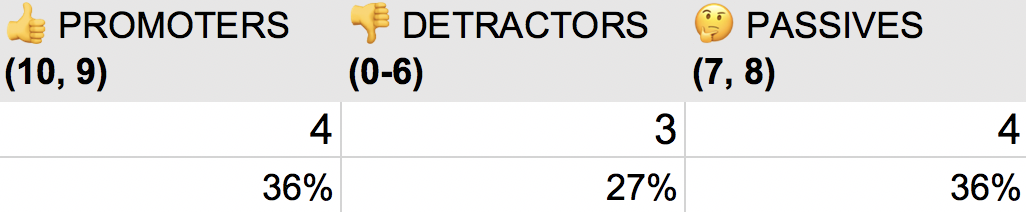 👍 PROMOTERS 👎 DETRACTORS 🤔 PASSIVES
(10, 9) (0-6) (7, 8)
4 3 4
36% 27% 36%